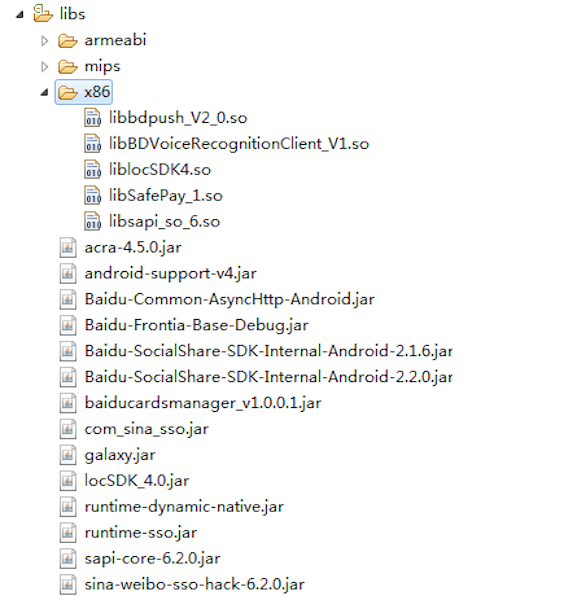 libs
armeabi
mips
x86
libbdpush_V2_0.so
libBDVoiceRecognitionClient_V1.so
liblocSDK4.so
libSafePay_1.so
libsapi_so_6.so
acra-4.5.0.jar
android-support-v4.jar
Baidu-Common-AsyncHttp-Android.jar
Baidu-Frontia-Base-Debug.jar
Baidu-SocialShare-SDK-Internal-Android-2.1.6.jar
Baidu-SocialShare-SDK-Internal-Android-2.2.0.jar
baiducardsmanager_v1.0.0.1.jar
com_sina_sso.jar
galaxy.jar
locSDK_4.0.jar
runtime-dynamic-native.jar
runtime-sso.jar
sapi-core-6.2.0.jar
sina-weibo-sso-hack-6.2.0.jar